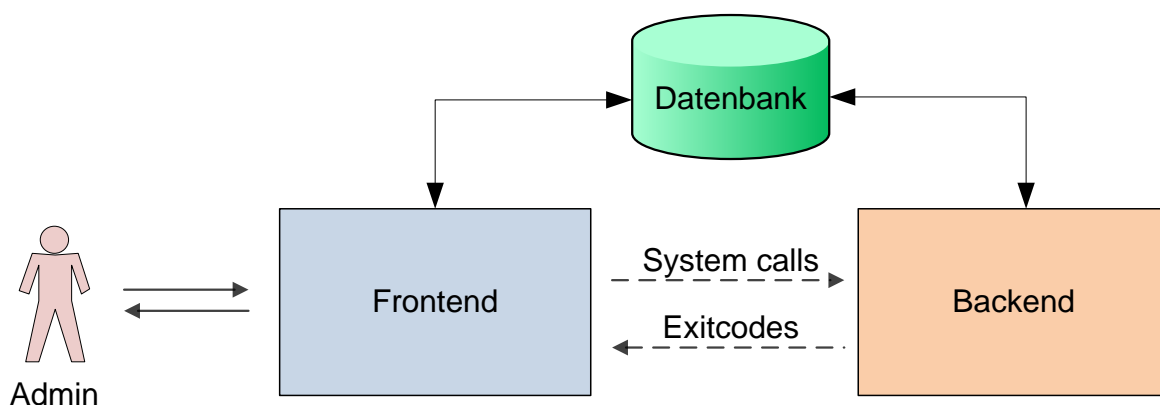 Datenbank
System calls
Frontend
Backend
Exitcodes
Admin